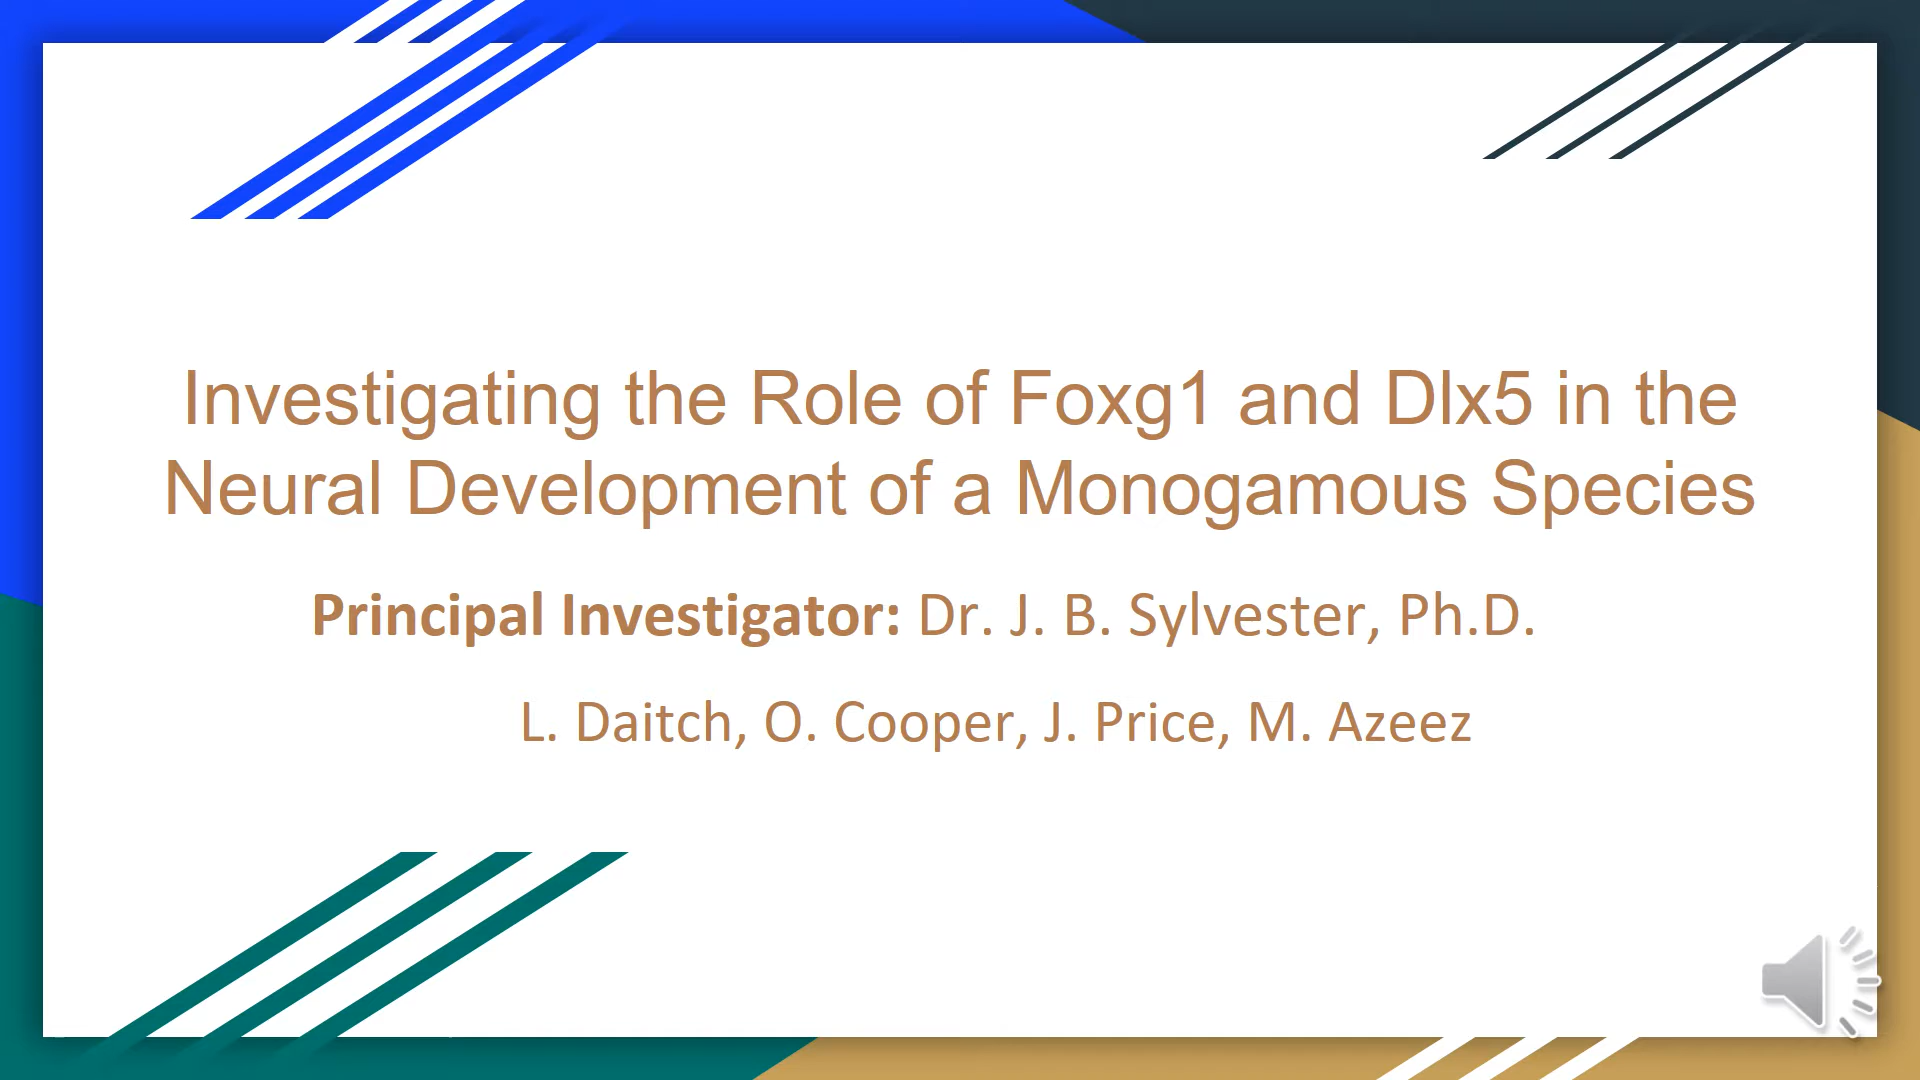 Investigating the Role of Foxg1 and Dlx5 in the
Neural Development of a Monogamous Species
Principal Investigator: Dr. J. B. Sylvester, Ph.D.
L. Daitch, O. Cooper, J. Price, M. Azeez